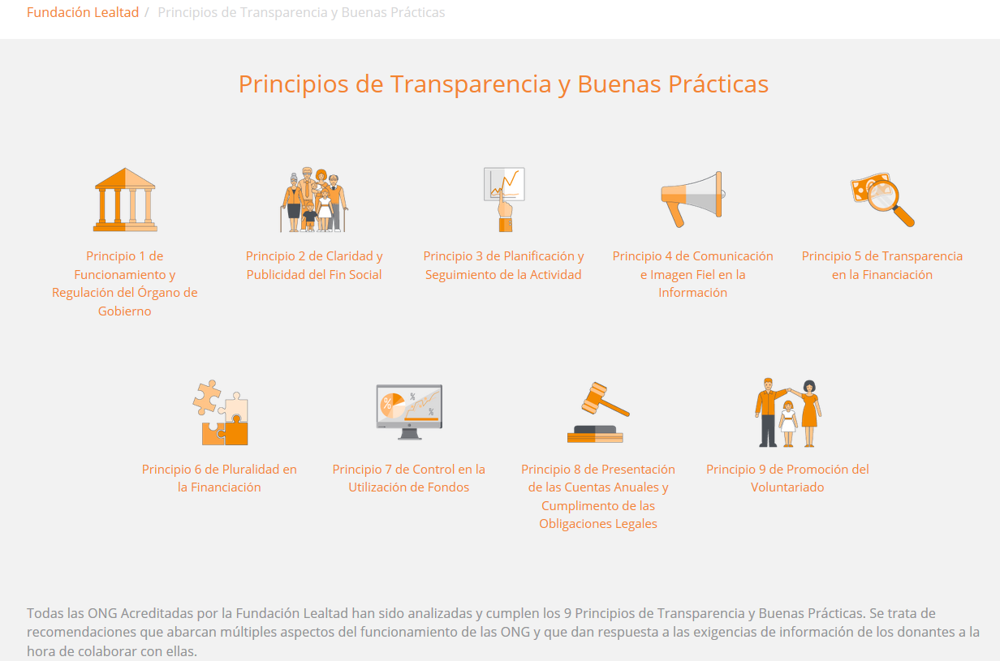 Fundación Lealtad / Principios de Transparencia y Buenas Prácticas
Principios de Transparencia y Buenas Prácticas
Principio 1 de
Funcionamiento y
Regulación del Órgano de
Gobierno
Principio 2 de Claridad y
Publicidad del Fin Social
Principio 3 de Planificación y
Seguimiento de la Actividad
Principio 4 de Comunicación
e Imagen Fiel en la
Información
Principio 5 de Transparencia
en la Financiación
Principio 6 de Pluralidad en
la Financiación
%
%
%
Principio 7 de Control en la
Utilización de Fondos
Principio 8 de Presentación
de las Cuentas Anuales y
Cumplimento de las
Obligaciones Legales
Principio 9 de Promoción del
Voluntariado
Todas las ONG Acreditadas por la Fundación Lealtad han sido analizadas y cumplen los 9 Principios de Transparencia y Buenas Prácticas. Se trata de
recomendaciones que abarcan múltiples aspectos del funcionamiento de las ONG y que dan respuesta a las exigencias de información de los donantes a la
hora de colaborar con ellas.